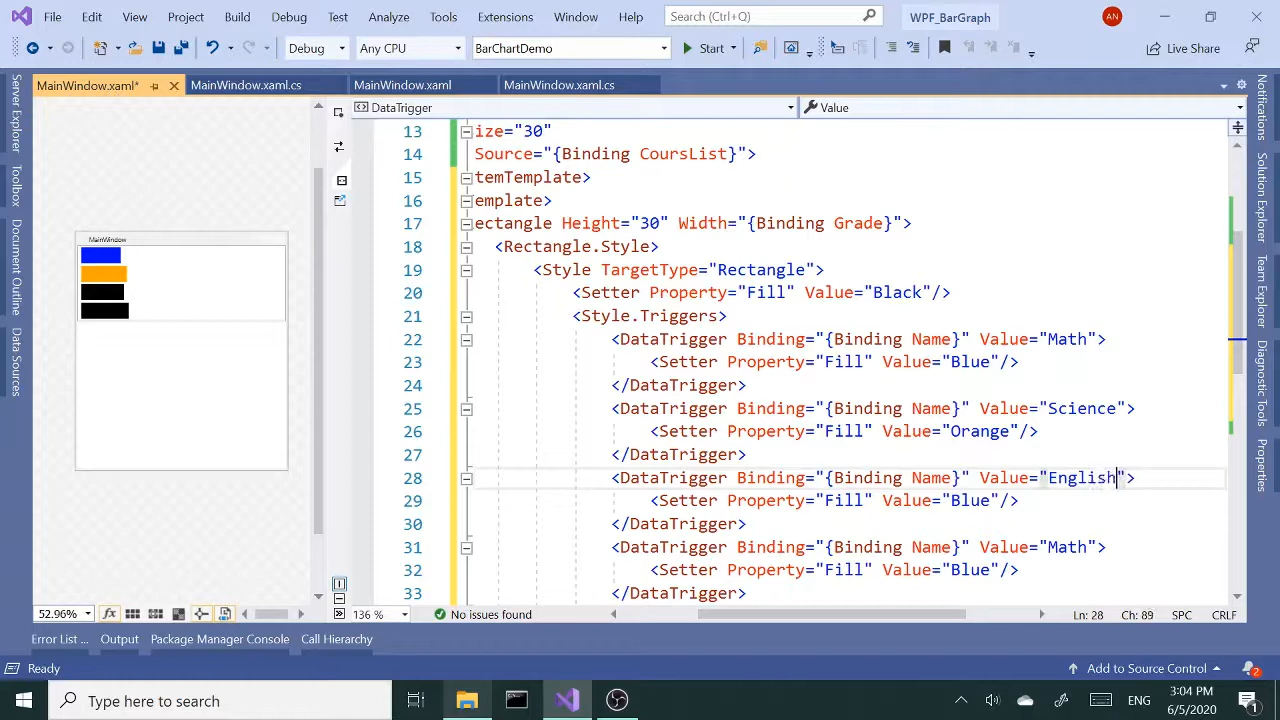 File Edit View Git Project Build Debug Test Analyze Tools Extensions Window Help Search (Ctrl+Q) WPF_BarGraph AN
Debug Any CPU BarChartDemo Start Live Share
MainWindow.xaml* MainWindow.xaml.cs MainWindow.xaml MainWindow.xaml.cs
DataTrigger Value
13 ize="30"
14 Source="{Binding CoursList}">
15 temTemplate>
16 emplate>
17 ectangle Height="30" Width="{Binding Grade}">
18 <Rectangle.Style>
19 <Style TargetType="Rectangle">
20 <Setter Property="Fill" Value="Black"/>
21 <Style.Triggers>
22 <DataTrigger Binding="{Binding Name}" Value="Math">
23 <Setter Property="Fill" Value="Blue"/>
24 </DataTrigger>
25 <DataTrigger Binding="{Binding Name}" Value="Science">
26 <Setter Property="Fill" Value="Orange"/>
27 </DataTrigger>
28 <DataTrigger Binding="{Binding Name}" Value="English">
29 <Setter Property="Fill" Value="Blue"/>
30 </DataTrigger>
31 <DataTrigger Binding="{Binding Name}" Value="Math">
32 <Setter Property="Fill" Value="Blue"/>
33 </DataTrigger>
MainWindow
Server Explorer
Toolbox
Document Outline
Data Sources
Notifications
Solution Explorer
Team Explorer
Diagnostic Tools
Properties
52.96% fx 136 % No issues found Ln: 28 Ch: 89 SPC CRLF
Error List ... Output Package Manager Console Call Hierarchy
Ready Add to Source Control 2
Type here to search ENG 3:04 PM 6/5/2020 1